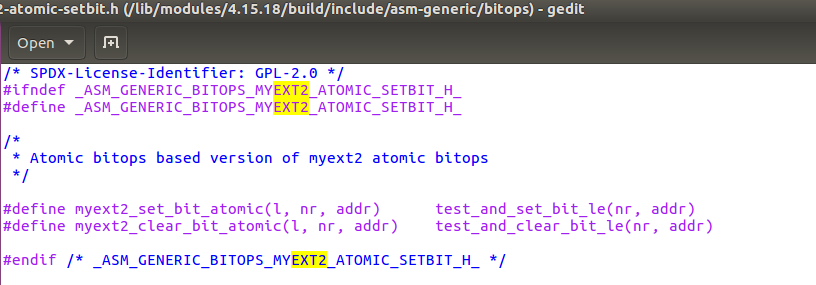 2-atomic-setbit.h (/lib/modules/4.15.18/build/include/asm-generic/bitops) - gedit
Open
/* SPDX-License-Identifier: GPL-2.0 */
#ifndef _ASM_GENERIC_BITOPS_MYEXT2_ATOMIC_SETBIT_H_
#define _ASM_GENERIC_BITOPS_MYEXT2_ATOMIC_SETBIT_H_
/*
 * Atomic bitops based version of myext2 atomic bitops
 */
#define myext2_set_bit_atomic(l, nr, addr)      test_and_set_bit_le(nr, addr)
#define myext2_clear_bit_atomic(l, nr, addr)    test_and_clear_bit_le(nr, addr)
#endif /* _ASM_GENERIC_BITOPS_MYEXT2_ATOMIC_SETBIT_H_ */